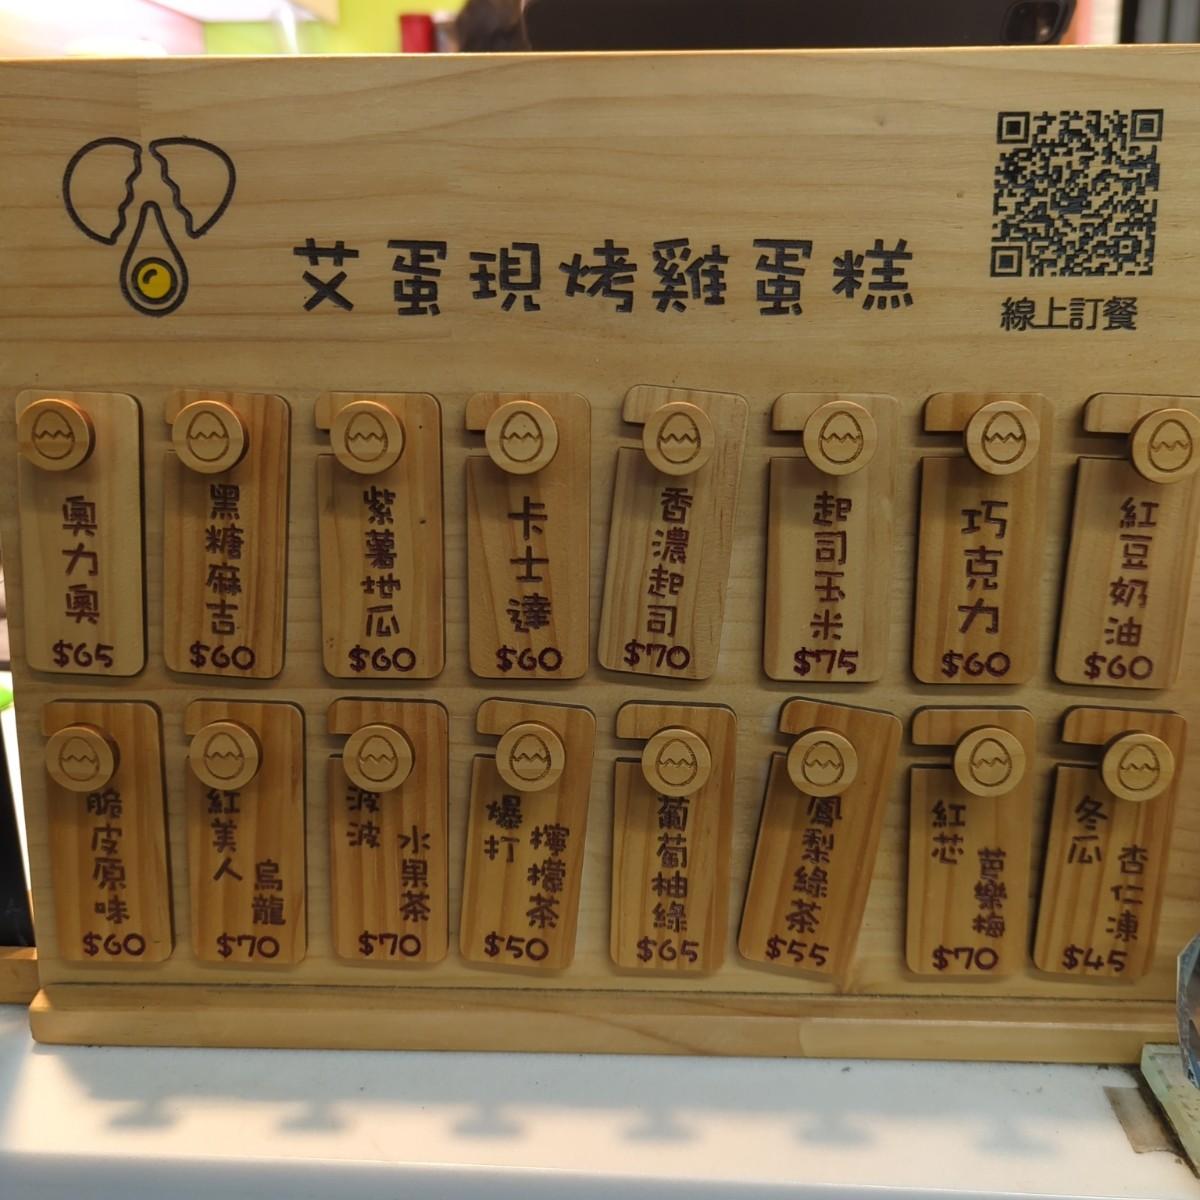 艾蛋現烤雞蛋糕
線上訂餐
奧力奧
$65
黑糖麻吉
$60
紫薯地瓜
$60
卡士達
$60
香濃起司
$70
起司玉米
$75
巧克力
$60
紅豆奶油
$60
脆皮原味
$60
紅美人
烏龍
$70
波波
水果茶
$70
爆打
檸檬茶
$50
葡萄柚綠
$65
鳳梨綠茶
$55
紅芯
芭樂梅
$70
冬瓜
杏仁凍
$45